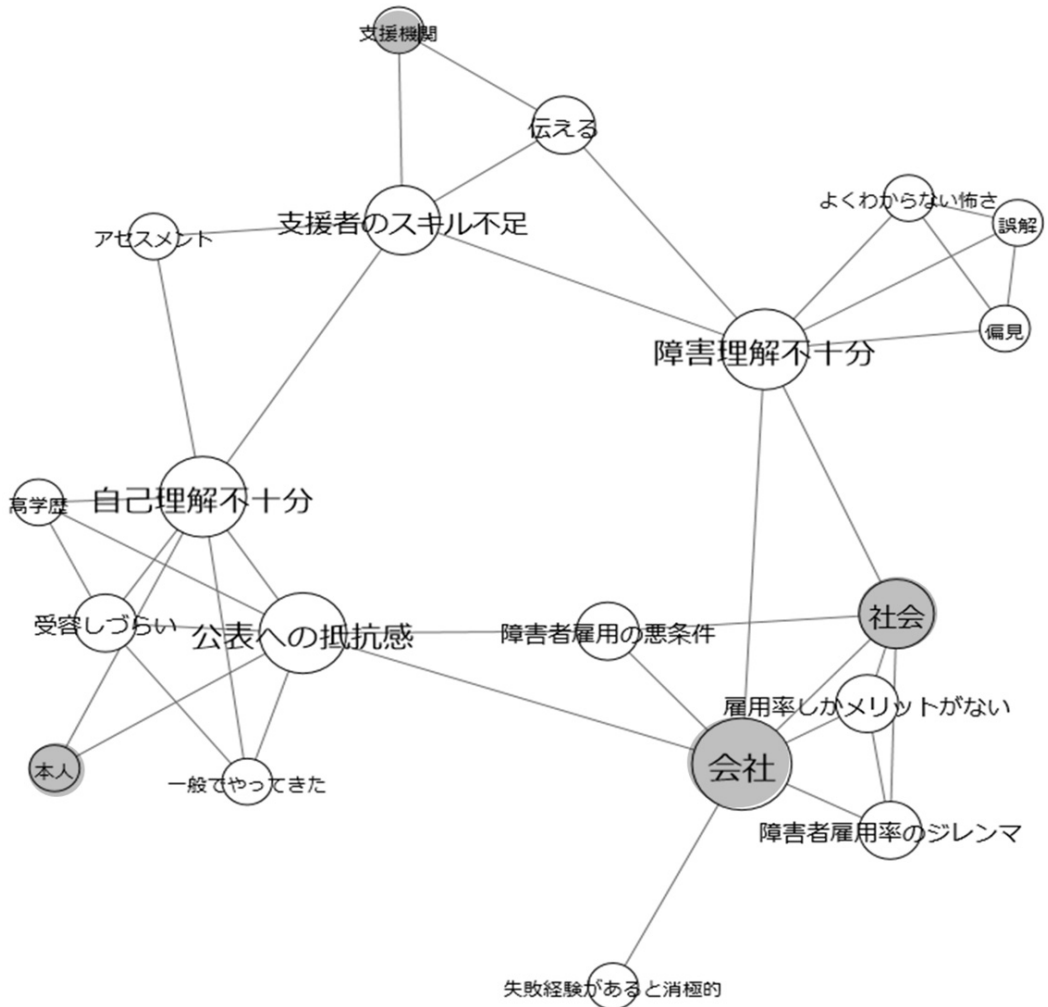 支援機関
伝える
よくわからない怖さ
支援者のスキル不足
誤解
アセスメント
偏見
障害理解不十分
高学歴
自己理解不十分
社会
受容しづらい
公表への抵抗感
障害者雇用の悪条件
雇用率しかメリットがない
本人
会社
一般でやってきた
障害者雇用率のジレンマ
失敗経験があると消極的